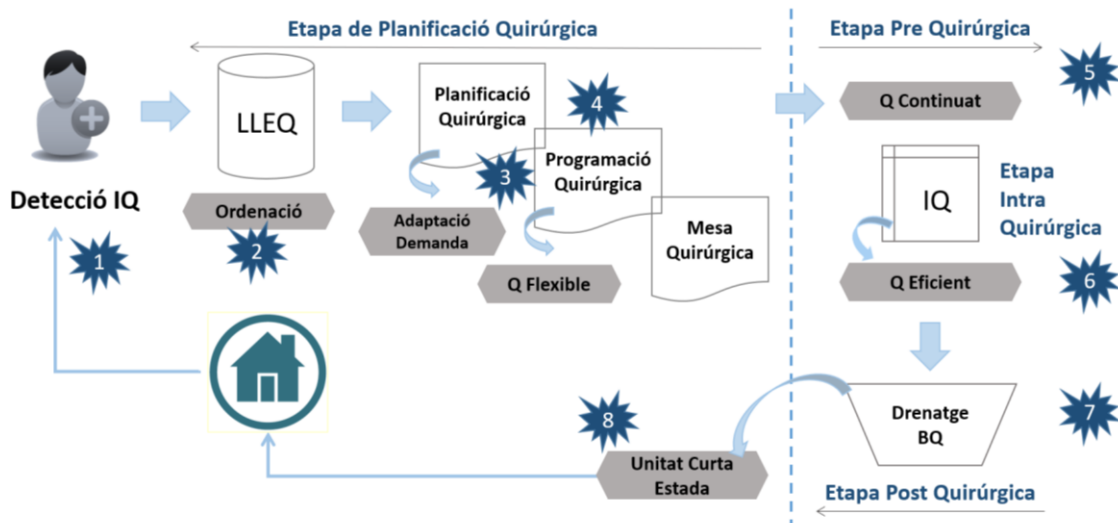 Etapa de Planificació Quirúrgica
Etapa Pre Quirúrgica
5
Q Continuat
LLEQ
Planificació
Quirúrgica
4
Detecció IQ
Ordenació
2
1
3
Programació
Quirúrgica
Adaptació
Demanda
Q Flexible
Mesa
Quirúrgica
IQ
Etapa
Intra
Quirúrgica
Q Eficient
6
Drenatge
BQ
7
8
Unitat Curta
Estada
Etapa Post Quirúrgica